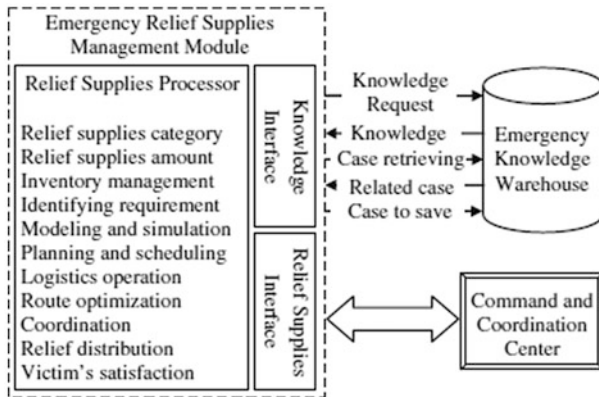 Emergency Relief Supplies
Management Module
Relief Supplies Processor
Relief supplies category
Relief supplies amount
Inventory management
Identifying requirement
Modeling and simulation
Planning and scheduling
Logistics operation
Route optimization
Coordination
Relief distribution
Victim's satisfaction
Knowledge
Interface
Relief Supplies
Interface
Knowledge
Request
Knowledge
Case retrieving
Related case
Case to save
Emergency
Knowledge
Warehouse
Command and
Coordination
Center